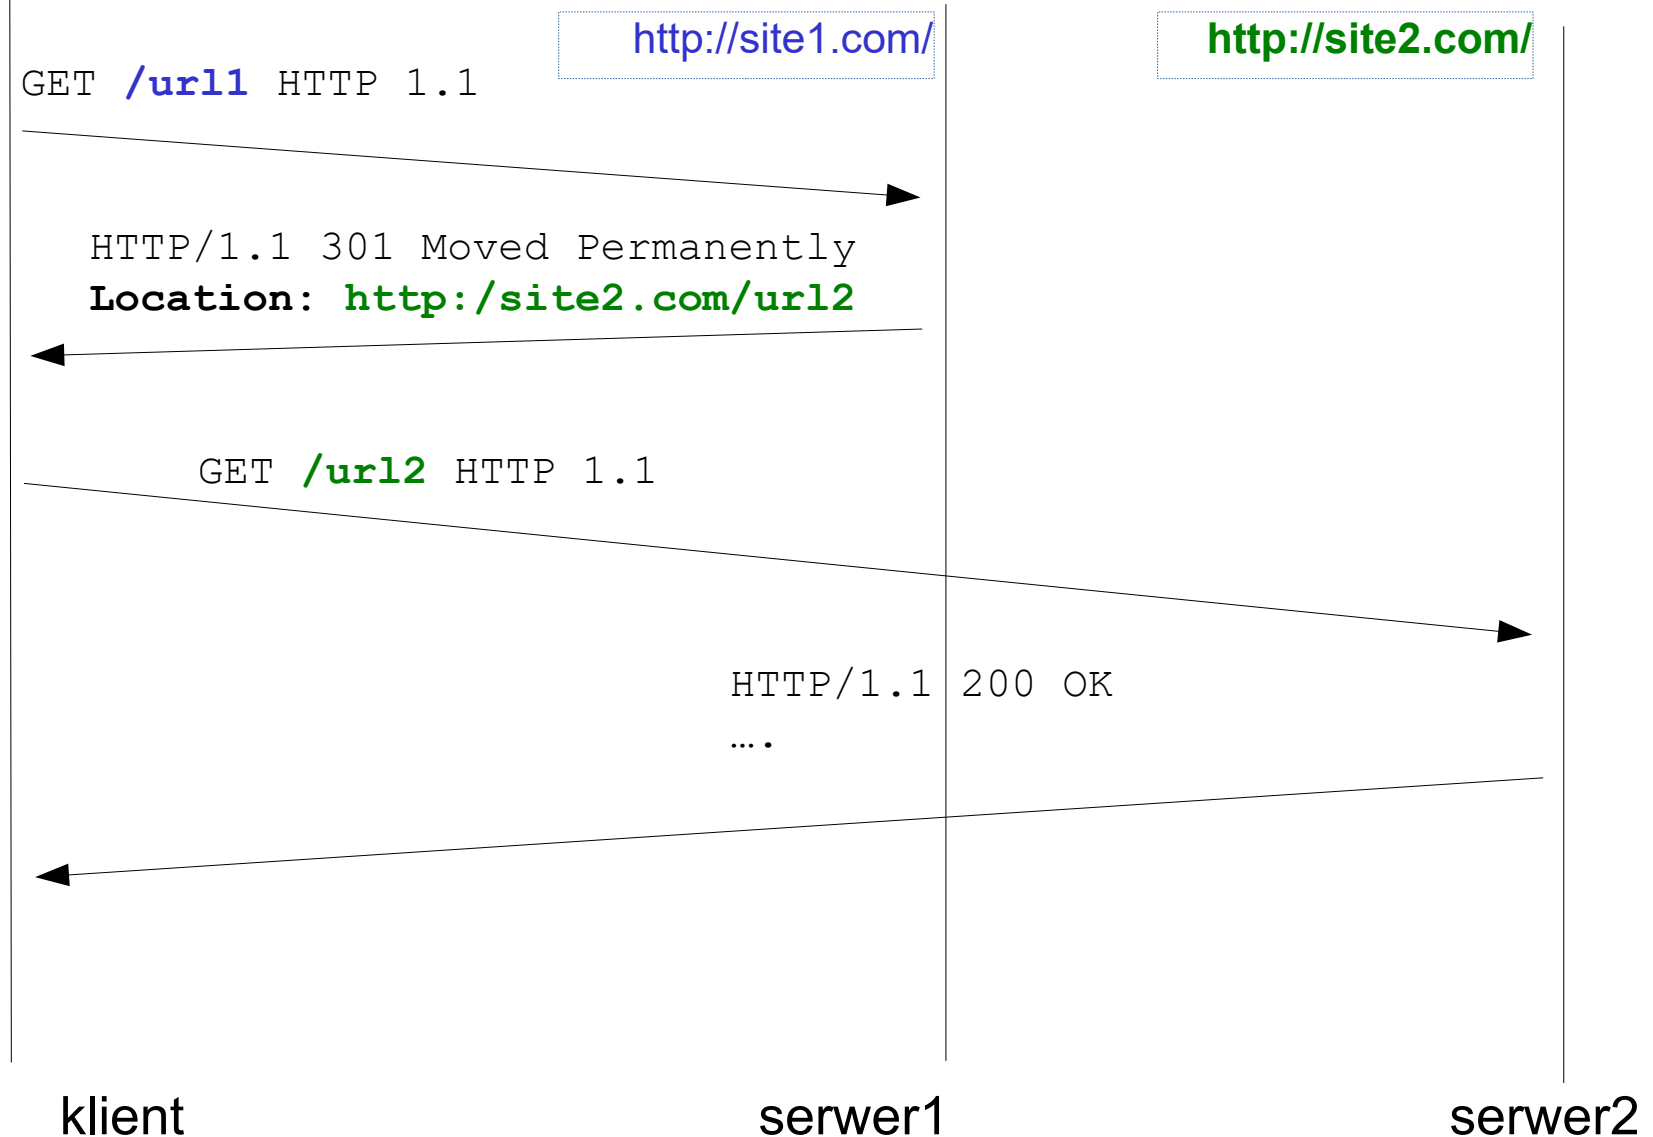 http://site1.com/
http://site2.com/
GET /url1 HTTP 1.1
HTTP/1.1 301 Moved Permanently
Location: http:/site2.com/url2
GET /url2 HTTP 1.1
HTTP/1.1 200 OK
….
klient
serwer1
serwer2